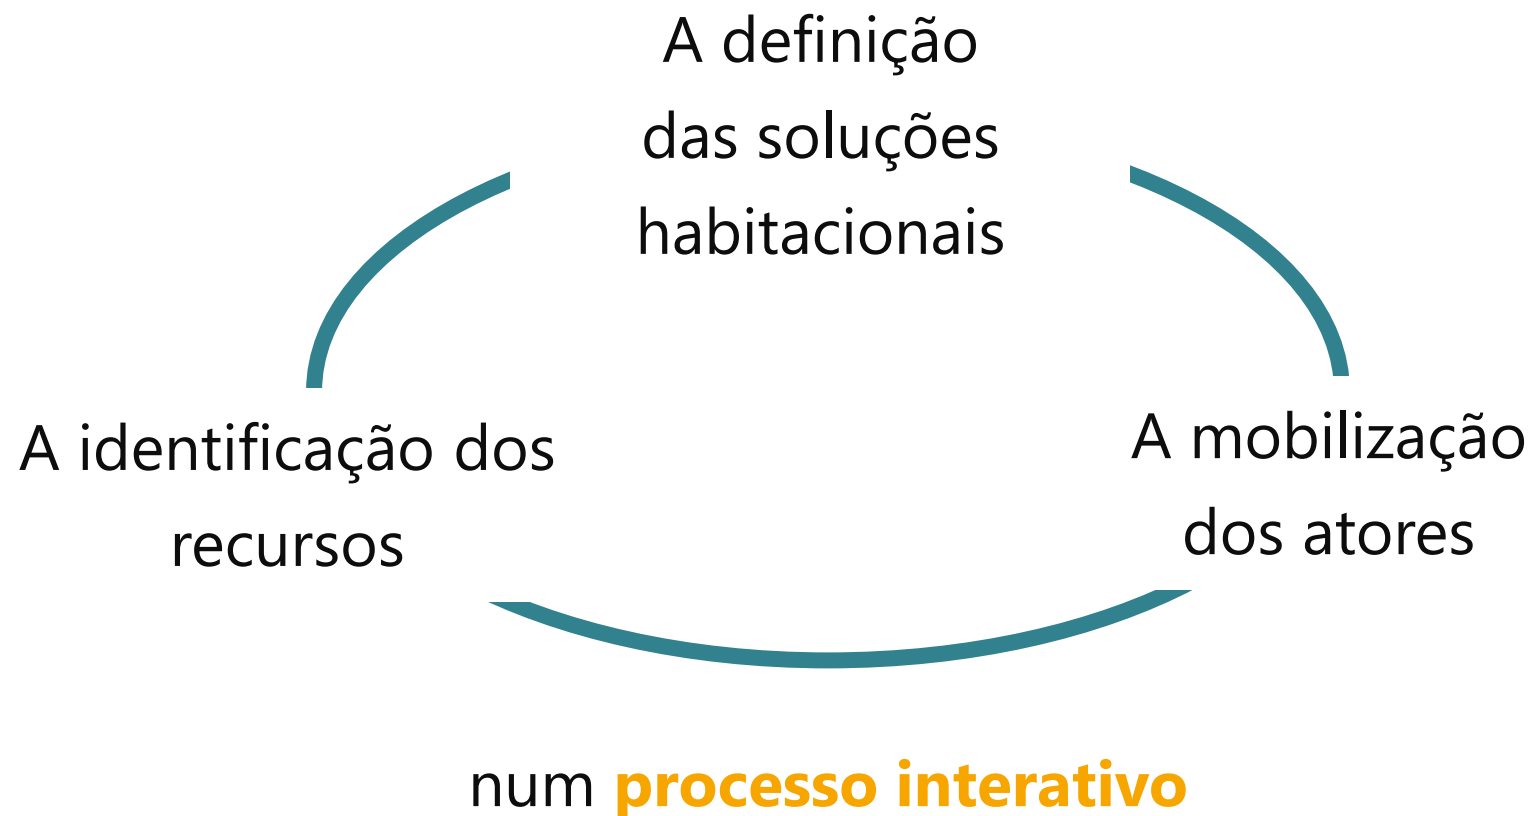 A definição
das soluções
habitacionais
A identificação dos
recursos
A mobilização
dos atores
num processo interativo